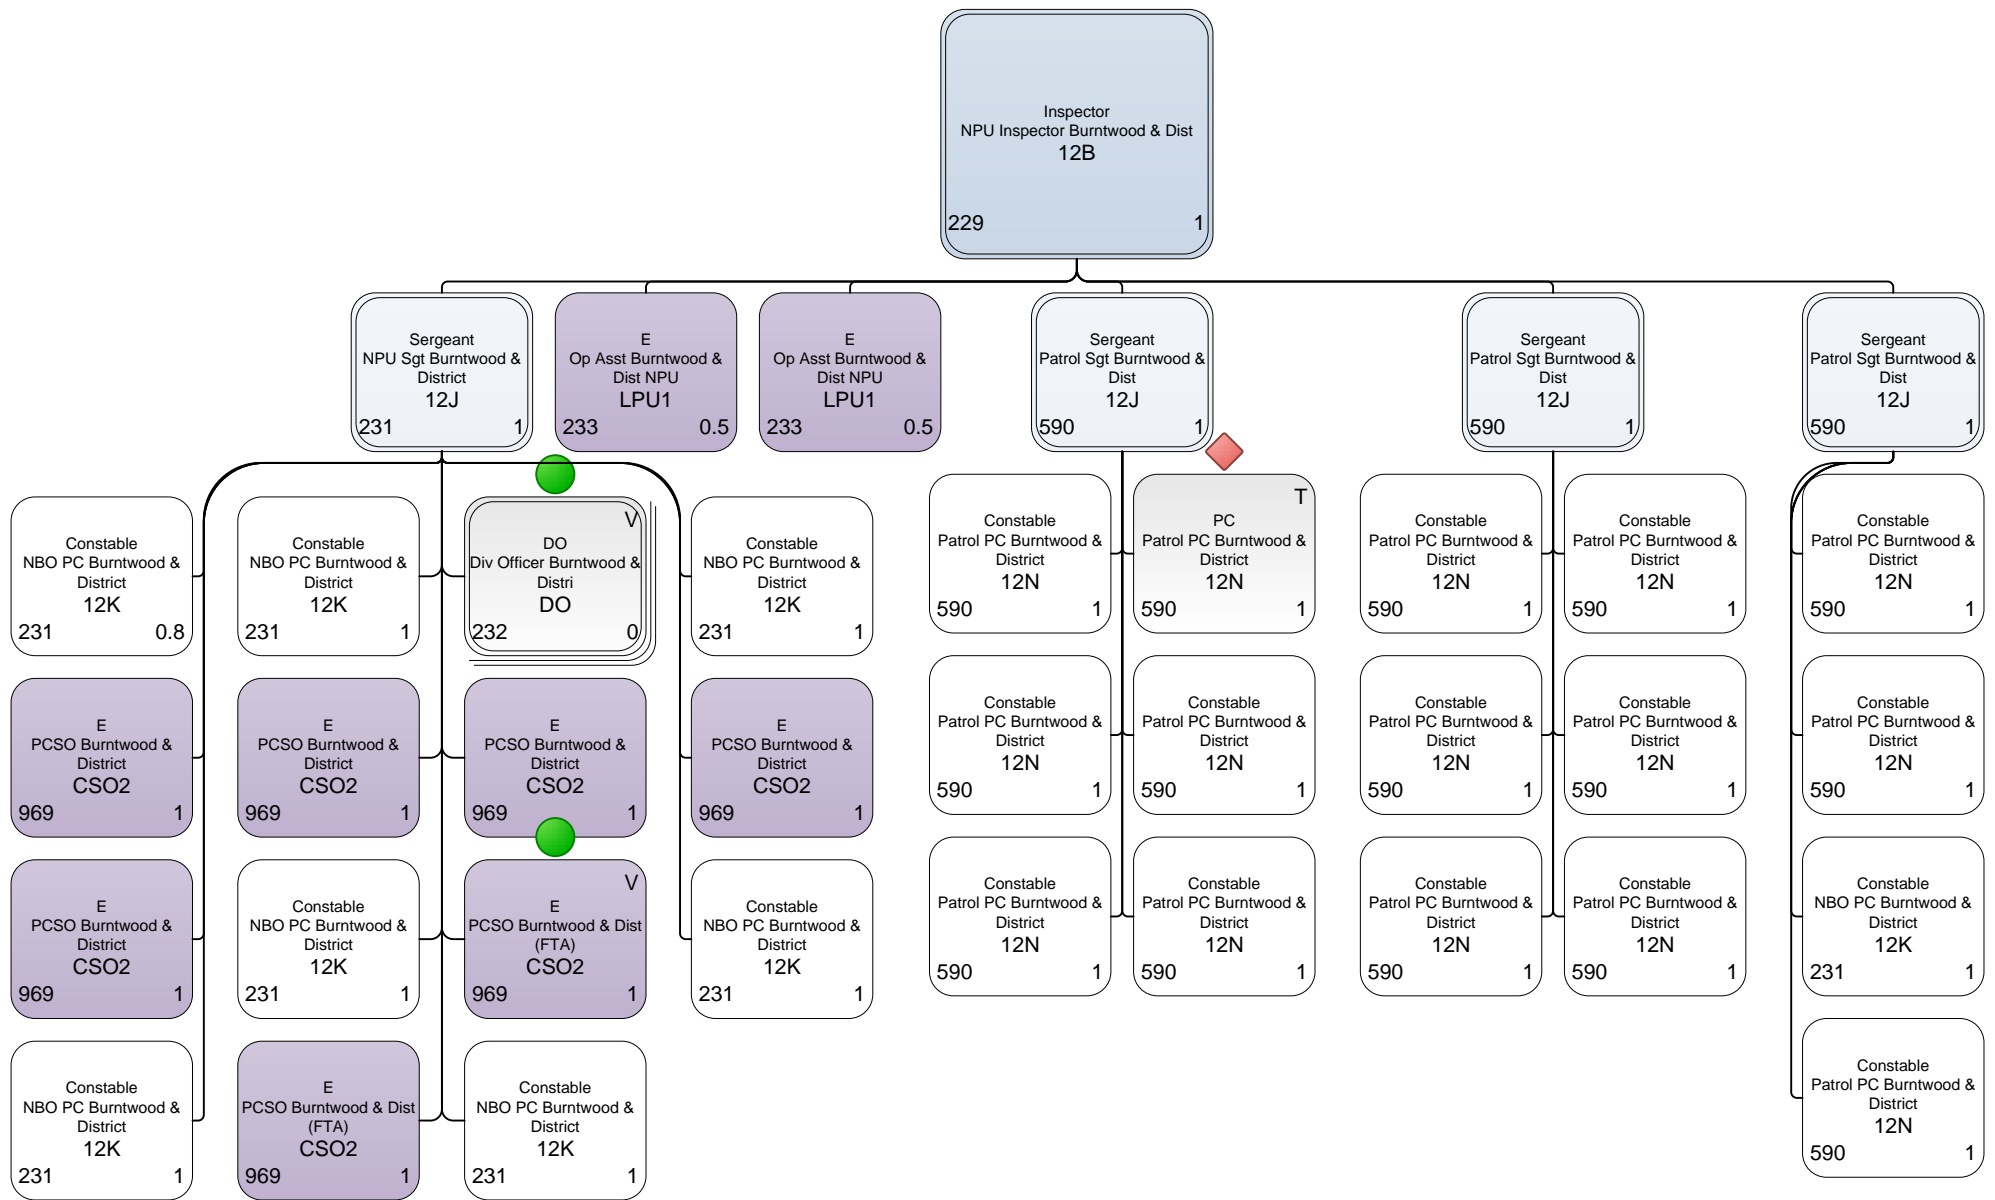 Inspector
NPU Inspector Burntwood & Dist
12B
229 1
Sergeant
NPU Sgt Burntwood &
District
12J
231 1
E
Op Asst Burntwood &
Dist NPU
LPU1
233 0.5
E
Op Asst Burntwood &
Dist NPU
LPU1
233 0.5
Sergeant
Patrol Sgt Burntwood &
Dist
12J
590 1
Sergeant
Patrol Sgt Burntwood &
Dist
12J
590 1
Sergeant
Patrol Sgt Burntwood &
Dist
12J
590 1
Constable
NBO PC Burntwood &
District
12K
231 0.8
Constable
NBO PC Burntwood &
District
12K
231 1
V
DO
Div Officer Burntwood &
Distri
DO
232 0
Constable
NBO PC Burntwood &
District
12K
231 1
Constable
Patrol PC Burntwood &
District
12N
590 1
T
PC
Patrol PC Burntwood &
District
12N
590 1
Constable
Patrol PC Burntwood &
District
12N
590 1
Constable
Patrol PC Burntwood &
District
12N
590 1
Constable
Patrol PC Burntwood &
District
12N
590 1
E
PCSO Burntwood &
District
CSO2
969 1
E
PCSO Burntwood &
District
CSO2
969 1
E
PCSO Burntwood &
District
CSO2
969 1
E
PCSO Burntwood &
District
CSO2
969 1
Constable
Patrol PC Burntwood &
District
12N
590 1
Constable
Patrol PC Burntwood &
District
12N
590 1
Constable
Patrol PC Burntwood &
District
12N
590 1
Constable
Patrol PC Burntwood &
District
12N
590 1
Constable
Patrol PC Burntwood &
District
12N
590 1
E
PCSO Burntwood &
District
CSO2
969 1
Constable
NBO PC Burntwood &
District
12K
231 1
V
E
PCSO Burntwood & Dist
(FTA)
CSO2
969 1
Constable
NBO PC Burntwood &
District
12K
231 1
Constable
Patrol PC Burntwood &
District
12N
590 1
Constable
Patrol PC Burntwood &
District
12N
590 1
Constable
Patrol PC Burntwood &
District
12N
590 1
Constable
Patrol PC Burntwood &
District
12N
590 1
Constable
NBO PC Burntwood &
District
12K
231 1
Constable
NBO PC Burntwood &
District
12K
231 1
E
PCSO Burntwood & Dist
(FTA)
CSO2
969 1
Constable
NBO PC Burntwood &
District
12K
231 1
Constable
Patrol PC Burntwood &
District
12N
590 1